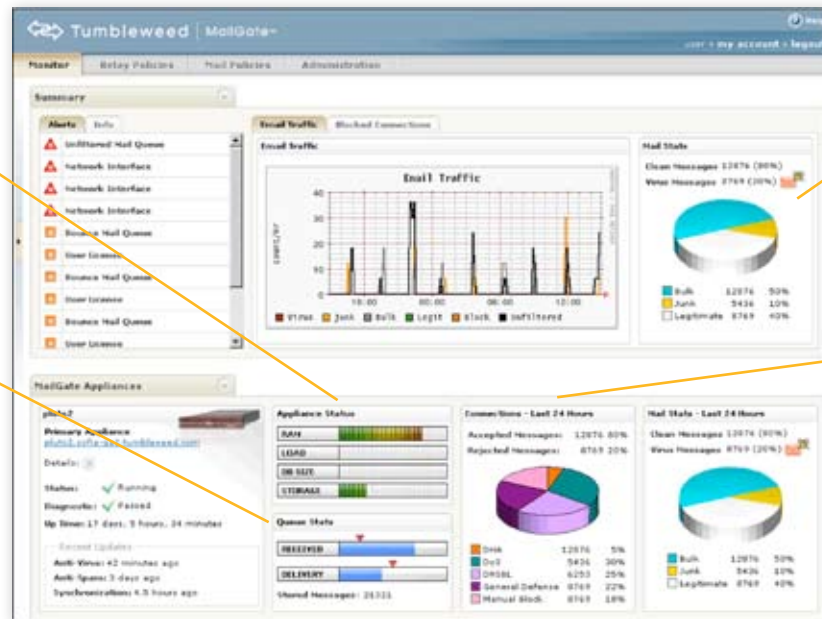 Tumbleweed MailGate
Help
user • my account • logout
Monitor Relay Policies Mail Policies Administration
Summary
Alerts Info
Unfiltered Mail Queue
Network Interface
Network Interface
Network Interface
Bounce Mail Queue
User License
Bounce Mail Queue
User License
Bounce Mail Queue
User License
Email Traffic Blocked Connections
Email Traffic
Email Traffic
count/hr
40
30
20
10
0
18:00 00:00 06:00 12:00
Virus Junk Bulk Legit Block Unfiltered
Mail Stats
Clean Messages 12876 (80%)
Virus Messages 8769 (20%)
Bulk 12876 50%
Junk 5436 10%
Legitimate 8769 40%
MailGate Appliances
pluto2
Primary Appliance
Details:
Status: Running
Diagnostic: Passed
Up Time: 17 days, 5 hours, 34 minutes
Recent Updates
Anti-Virus: 42 minutes ago
Anti-Spam: 3 days ago
Synchronization: 4.5 hours ago
Appliance Status
RAM
LOAD
DB SIZE
STORAGE
Queue Stats
RECEIVED
DELIVERY
Stored Messages: 26321
Connections - Last 24 Hours
Accepted Messages: 12876 80%
Rejected Messages: 8769 20%
DHA 12876 5%
DoS 5436 30%
DNSBL 6253 25%
General Defense 8769 22%
Manual Block 8769 18%
Mail Stats - Last 24 Hours
Clean Messages 12876 (80%)
Virus Messages 8769 (20%)
Bulk 12876 50%
Junk 5436 10%
Legitimate 8769 40%